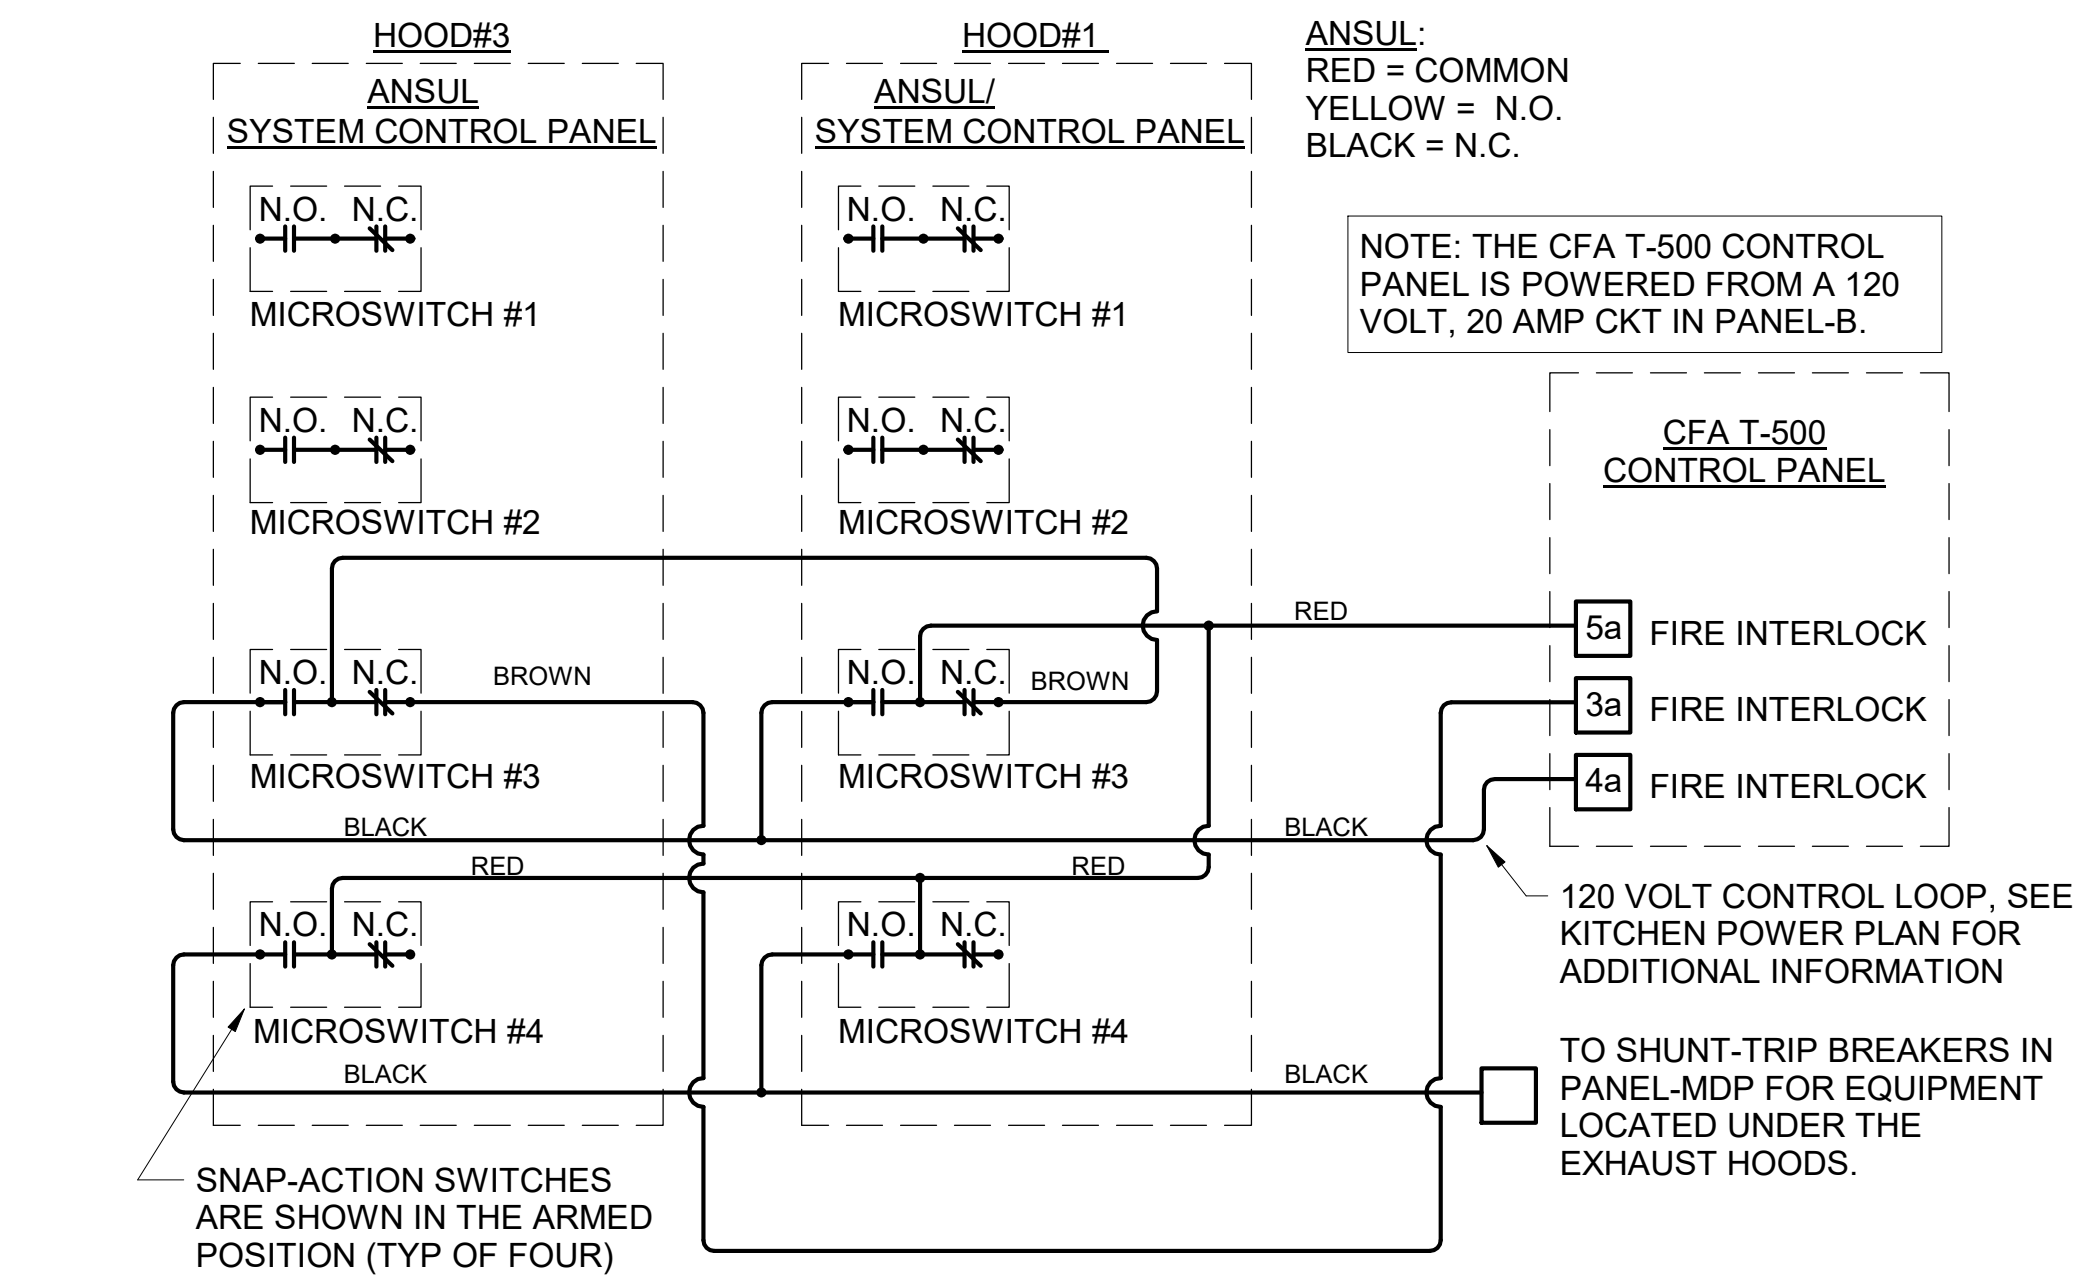 HOOD#3
ANSUL
SYSTEM CONTROL PANEL
N.O. N.C.
MICROSWITCH #1
N.O. N.C.
MICROSWITCH #2
N.O. N.C.
BROWN
MICROSWITCH #3
BLACK
RED
N.O. N.C.
MICROSWITCH #4
BLACK
SNAP-ACTION SWITCHES
ARE SHOWN IN THE ARMED
POSITION (TYP OF FOUR)
HOOD#1
ANSUL/
SYSTEM CONTROL PANEL
N.O. N.C.
MICROSWITCH #1
N.O. N.C.
MICROSWITCH #2
RED
N.O. N.C.
BROWN
MICROSWITCH #3
BLACK
RED
N.O. N.C.
MICROSWITCH #4
BLACK
ANSUL:
RED = COMMON
YELLOW = N.O.
BLACK = N.C.
NOTE: THE CFA T-500 CONTROL
PANEL IS POWERED FROM A 120
VOLT, 20 AMP CKT IN PANEL-B.
CFA T-500
CONTROL PANEL
5a FIRE INTERLOCK
3a FIRE INTERLOCK
4a FIRE INTERLOCK
120 VOLT CONTROL LOOP, SEE
KITCHEN POWER PLAN FOR
ADDITIONAL INFORMATION
TO SHUNT-TRIP BREAKERS IN
PANEL-MDP FOR EQUIPMENT
LOCATED UNDER THE
EXHAUST HOODS.